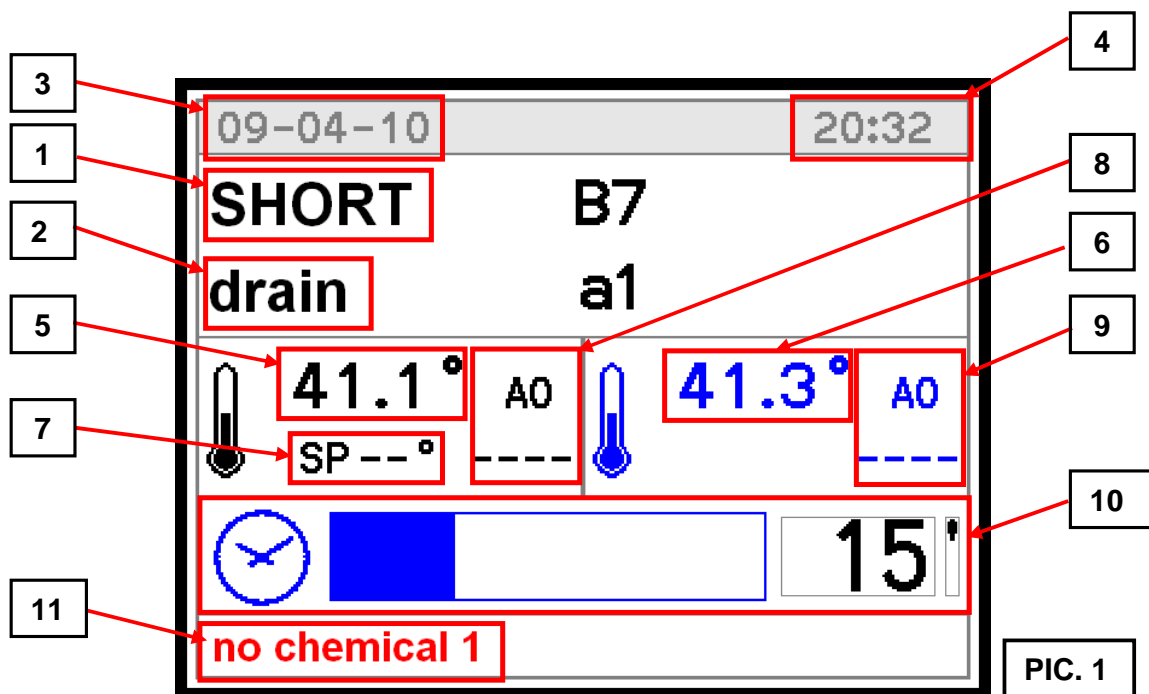 4
3
09-04-10 20:32
1
8
SHORT B7
2
6
drain a1
5
9
41.1° A0 41.3° A0
7
SP--° ---- ----
10
15'
11
no chemical 1
PIC. 1